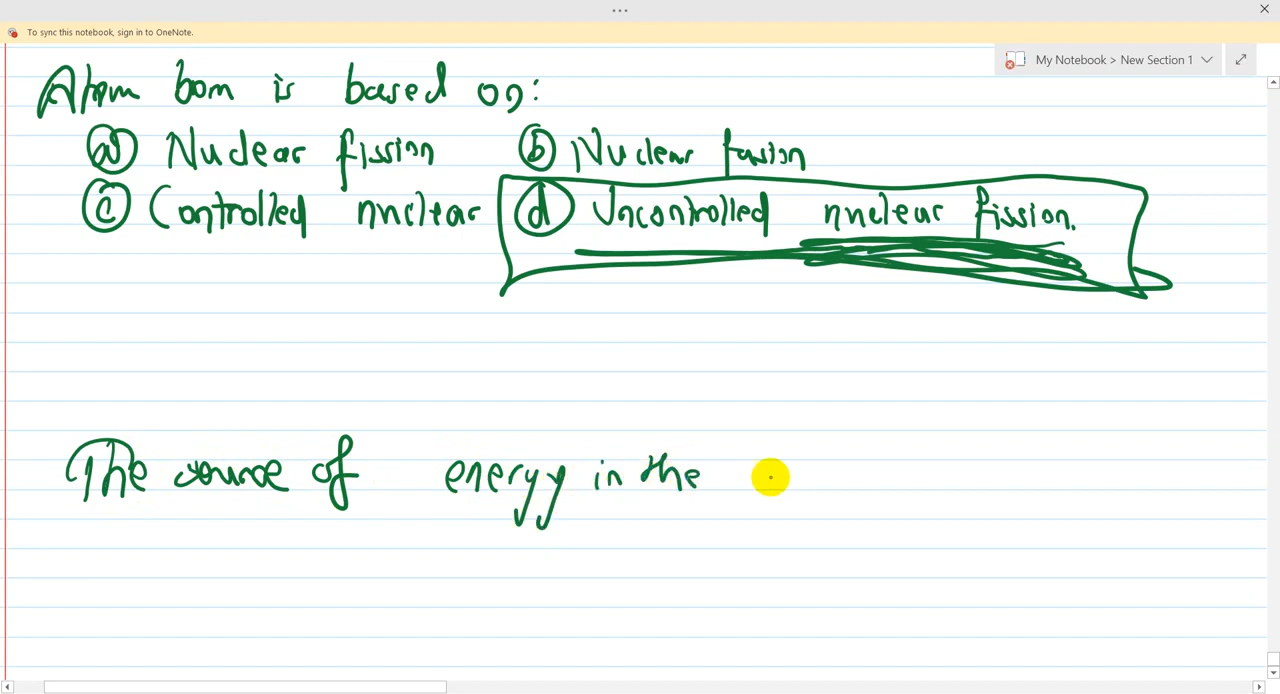 To sync this notebook, sign in to OneNote.
My Notebook > New Section 1
Atom bom is based on:
a Nuclear fission b Nuclear fusion
c Controlled nuclear d Uncontrolled nuclear fission.
The source of energy in the